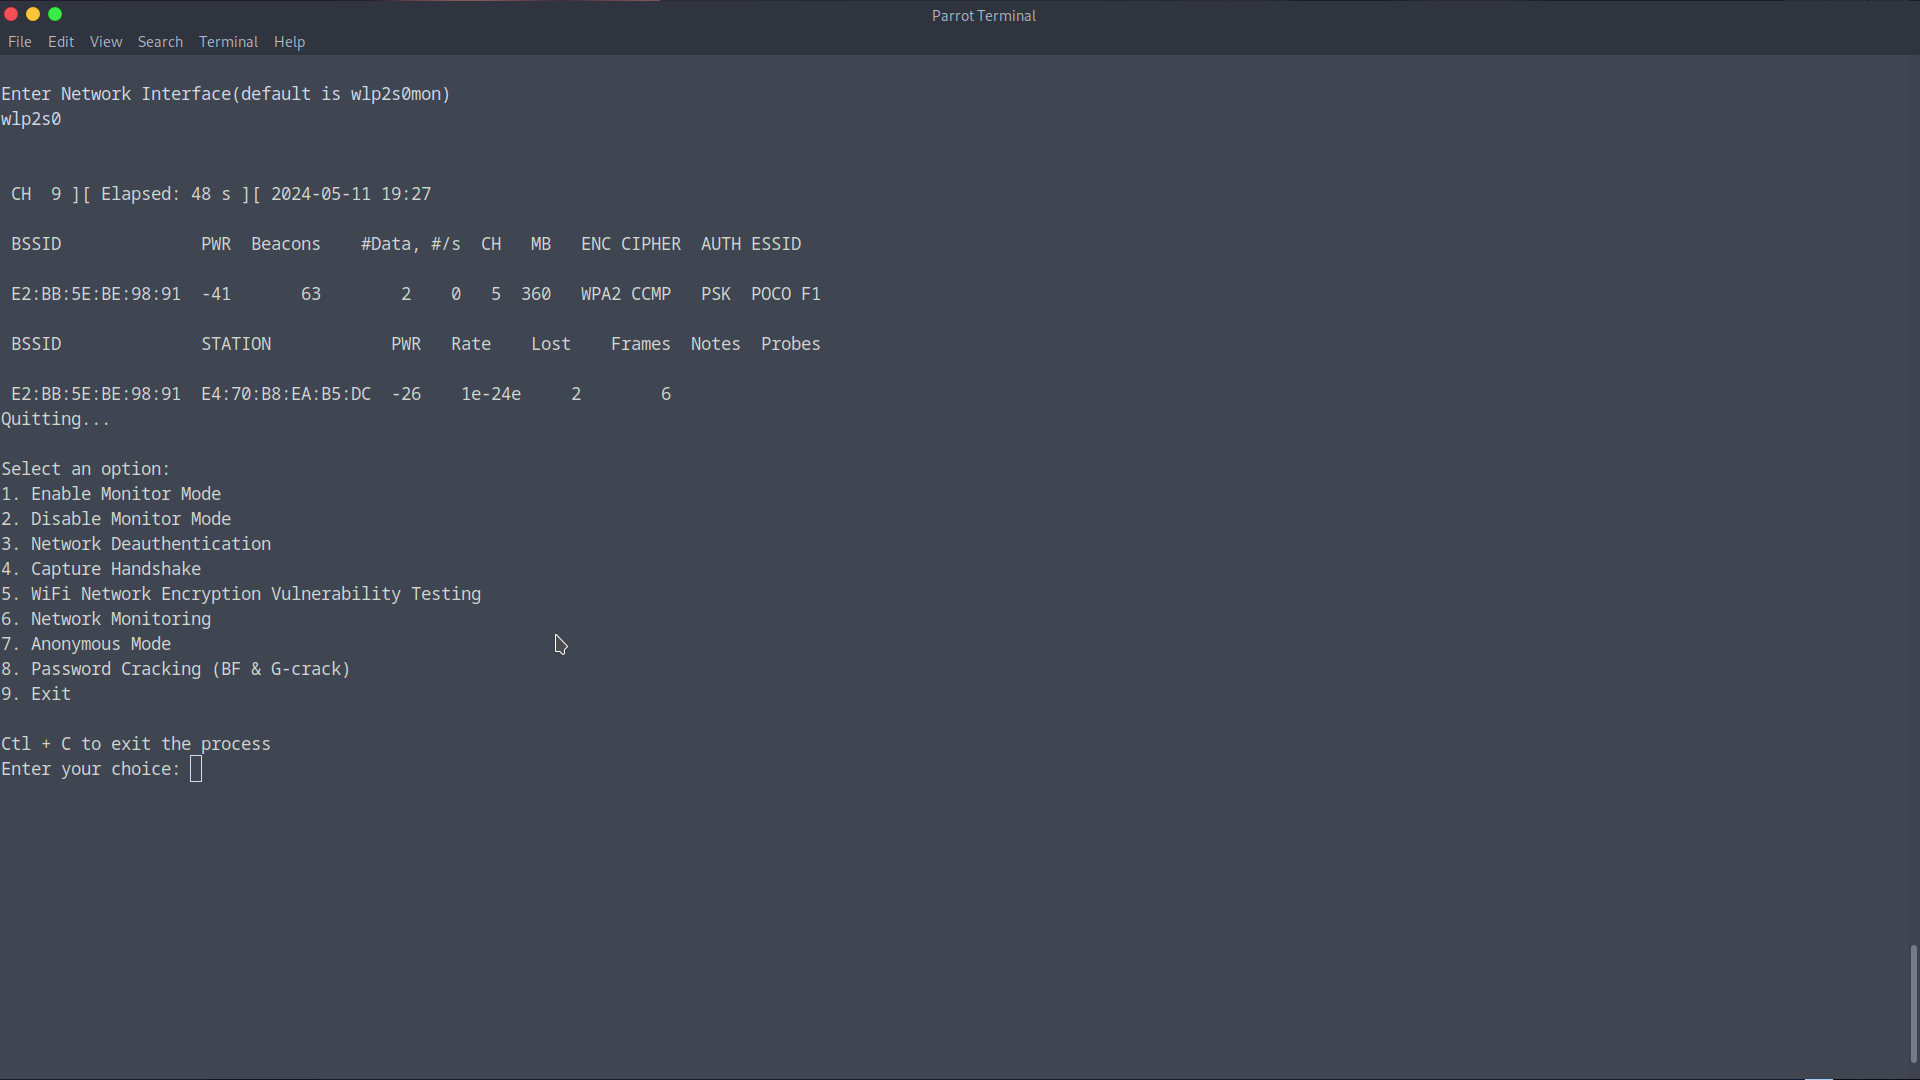 Parrot Terminal
File Edit View Search Terminal Help
Enter Network Interface(default is wlp2s0mon)
wlp2s0
CH 9 ][ Elapsed: 48 s ][ 2024-05-11 19:27
BSSID PWR Beacons #Data, #/s CH MB ENC CIPHER AUTH ESSID
E2:BB:5E:BE:98:91 -41 63 2 0 5 360 WPA2 CCMP PSK POCO F1
BSSID STATION PWR Rate Lost Frames Notes Probes
E2:BB:5E:BE:98:91 E4:70:B8:EA:B5:DC -26 1e-24e 2 6
Quitting...
Select an option:
1. Enable Monitor Mode
2. Disable Monitor Mode
3. Network Deauthentication
4. Capture Handshake
5. WiFi Network Encryption Vulnerability Testing
6. Network Monitoring
7. Anonymous Mode
8. Password Cracking (BF & G-crack)
9. Exit
Ctl + C to exit the process
Enter your choice: